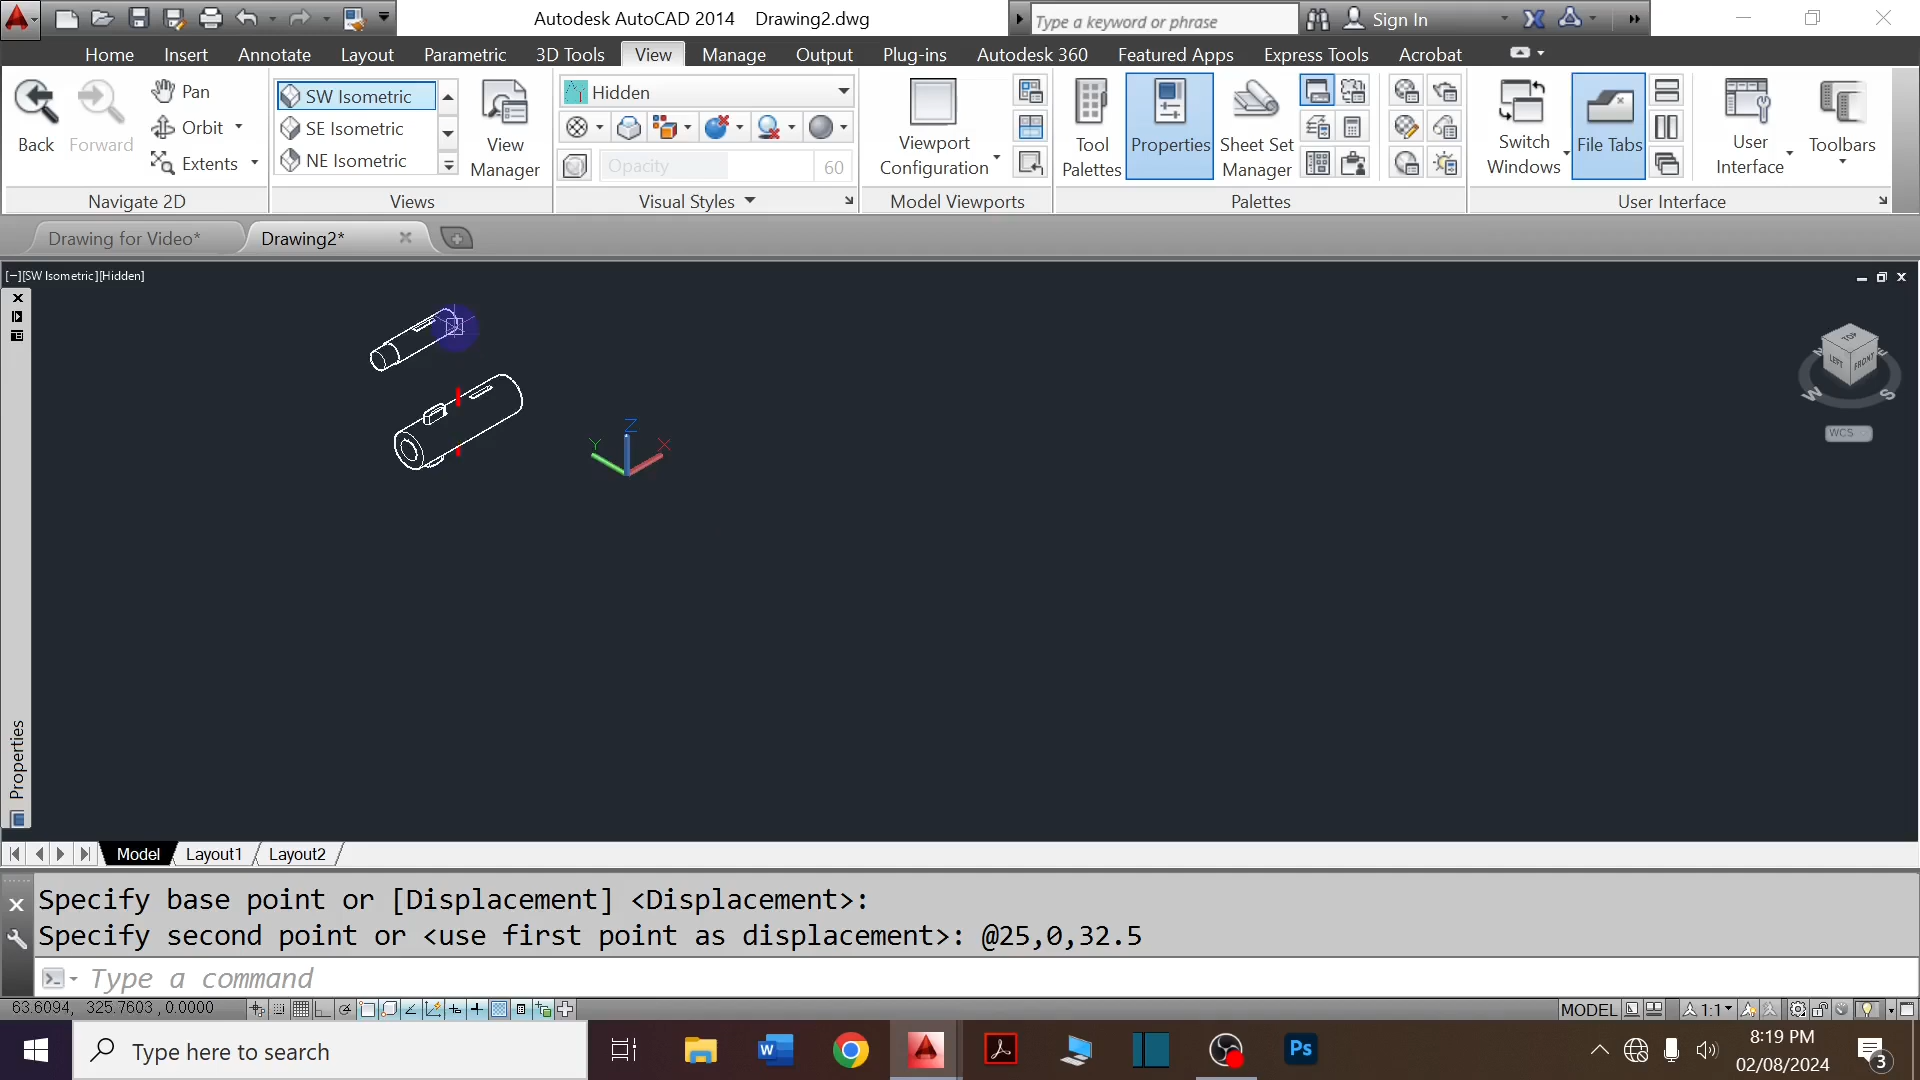 Autodesk AutoCAD 2014 Drawing2.dwg
Type a keyword or phrase
Sign In
Home Insert Annotate Layout Parametric 3D Tools View Manage Output Plug-ins Autodesk 360 Featured Apps Express Tools Acrobat
Back
Forward
Pan
Orbit
Extents
Navigate 2D
SW Isometric
SE Isometric
NE Isometric
View
Manager
Views
Hidden
Opacity 60
Visual Styles
Viewport
Configuration
Model Viewports
Tool
Palettes
Properties
Sheet Set
Manager
Palettes
Switch
Windows
File Tabs
User
Interface
Toolbars
User Interface
Drawing for Video*
Drawing2*
[−][SW Isometric][Hidden]
Properties
Z
Y
X
TOP
LEFT
FRONT
N
E
W
S
WCS
Model Layout1 Layout2
Specify base point or [Displacement] <Displacement>:
Specify second point or <use first point as displacement>: @25,0,32.5
Type a command
63.6094, 325.7603 , 0.0000
MODEL
1:1
Type here to search
W
Ps
8:19 PM
02/08/2024
3